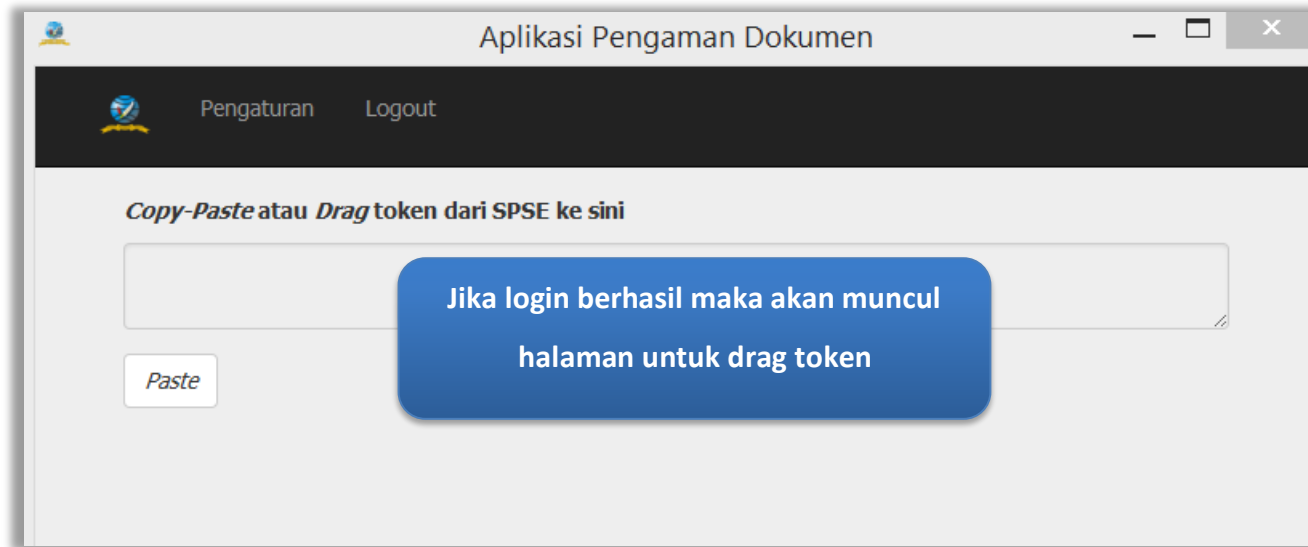 Aplikasi Pengaman Dokumen
Pengaturan Logout
Copy-Paste atau Drag token dari SPSE ke sini
Jika login berhasil maka akan muncul
halaman untuk drag token
Paste